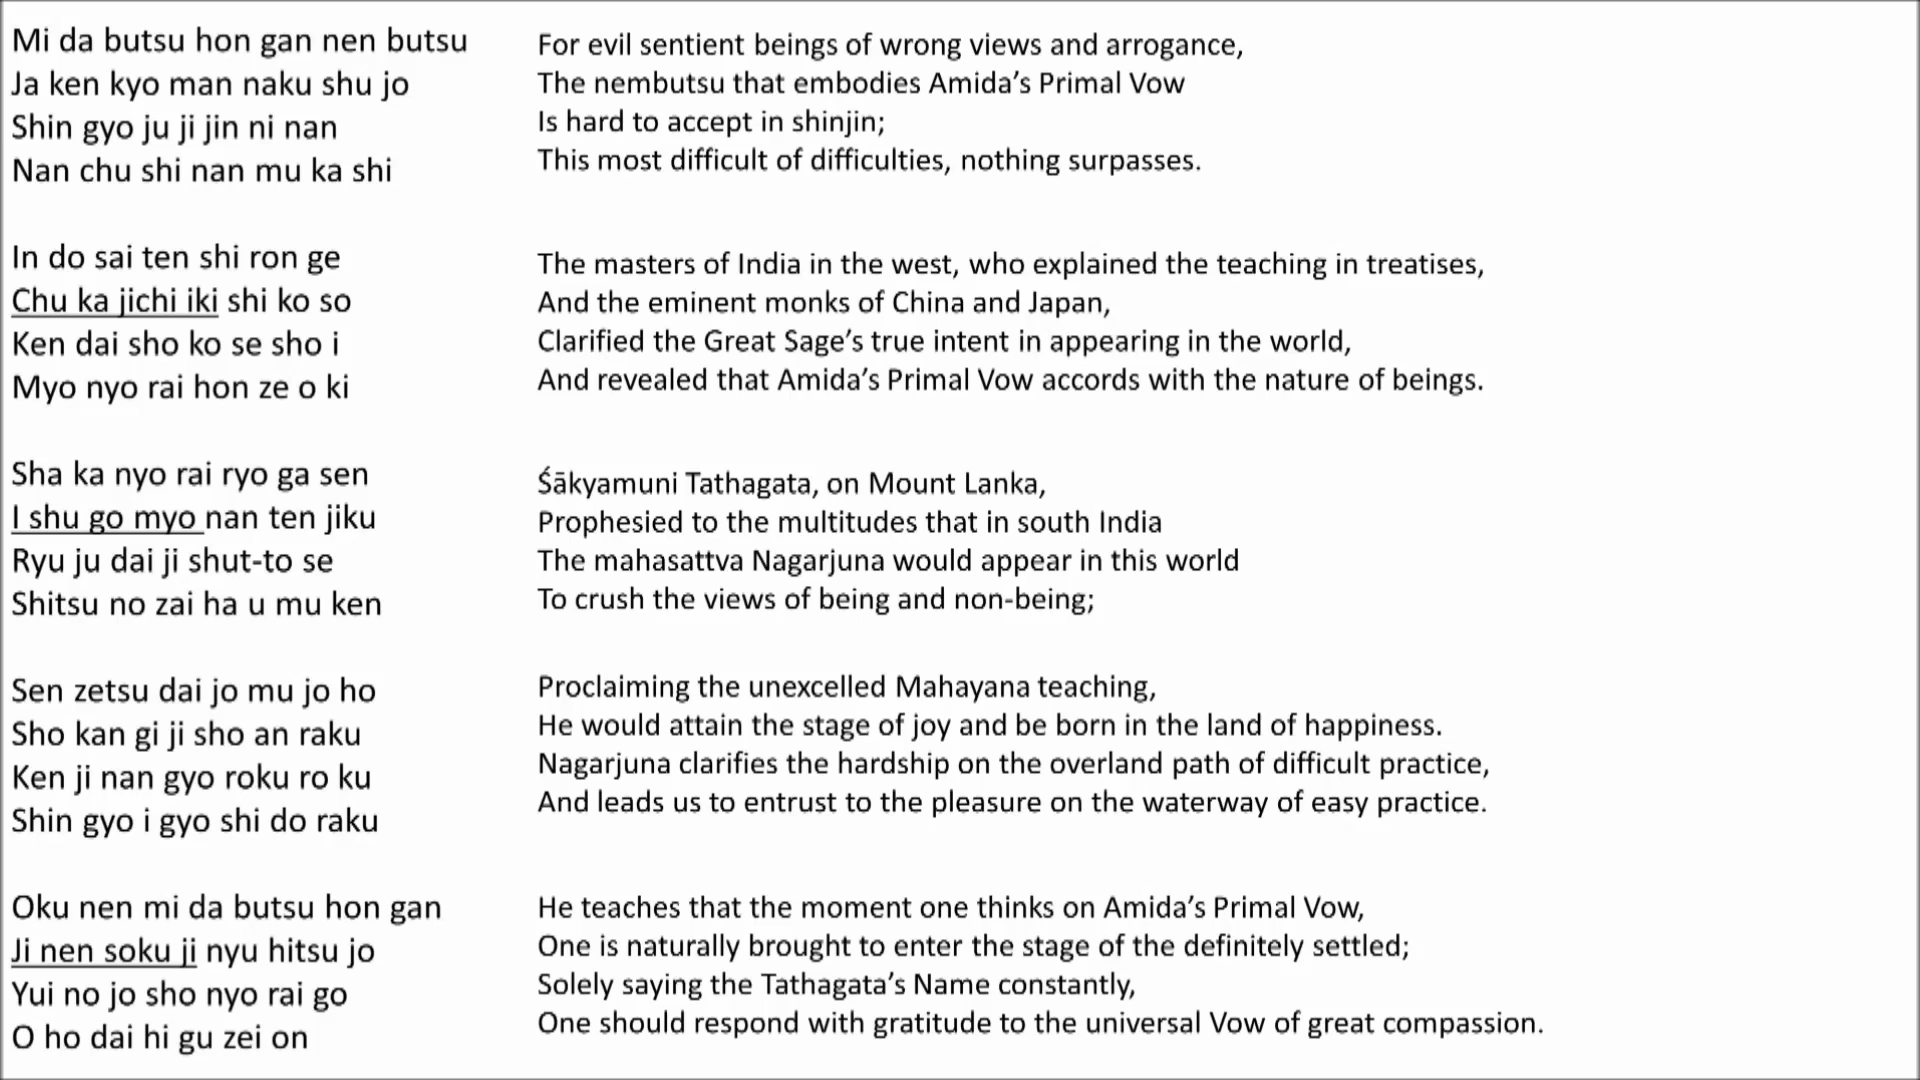 Mi da butsu hon gan nen butsu
Ja ken kyo man naku shu jo
Shin gyo ju ji jin ni nan
Nan chu shi nan mu ka shi
For evil sentient beings of wrong views and arrogance,
The nembutsu that embodies Amida’s Primal Vow
Is hard to accept in shinjin;
This most difficult of difficulties, nothing surpasses.
In do sai ten shi ron ge
Chu ka jichi iki shi ko so
Ken dai sho ko se sho i
Myo nyo rai hon ze o ki
The masters of India in the west, who explained the teaching in treatises,
And the eminent monks of China and Japan,
Clarified the Great Sage’s true intent in appearing in the world,
And revealed that Amida’s Primal Vow accords with the nature of beings.
Sha ka nyo rai ryo ga sen
I shu go myo nan ten jiku
Ryu ju dai ji shut-to se
Shitsu no zai ha u mu ken
Śākyamuni Tathagata, on Mount Lanka,
Prophesied to the multitudes that in south India
The mahasattva Nagarjuna would appear in this world
To crush the views of being and non-being;
Sen zetsu dai jo mu jo ho
Sho kan gi ji sho an raku
Ken ji nan gyo roku ro ku
Shin gyo i gyo shi do raku
Proclaiming the unexcelled Mahayana teaching,
He would attain the stage of joy and be born in the land of happiness.
Nagarjuna clarifies the hardship on the overland path of difficult practice,
And leads us to entrust to the pleasure on the waterway of easy practice.
Oku nen mi da butsu hon gan
Ji nen soku ji nyu hitsu jo
Yui no jo sho nyo rai go
O ho dai hi gu zei on
He teaches that the moment one thinks on Amida’s Primal Vow,
One is naturally brought to enter the stage of the definitely settled;
Solely saying the Tathagata’s Name constantly,
One should respond with gratitude to the universal Vow of great compassion.